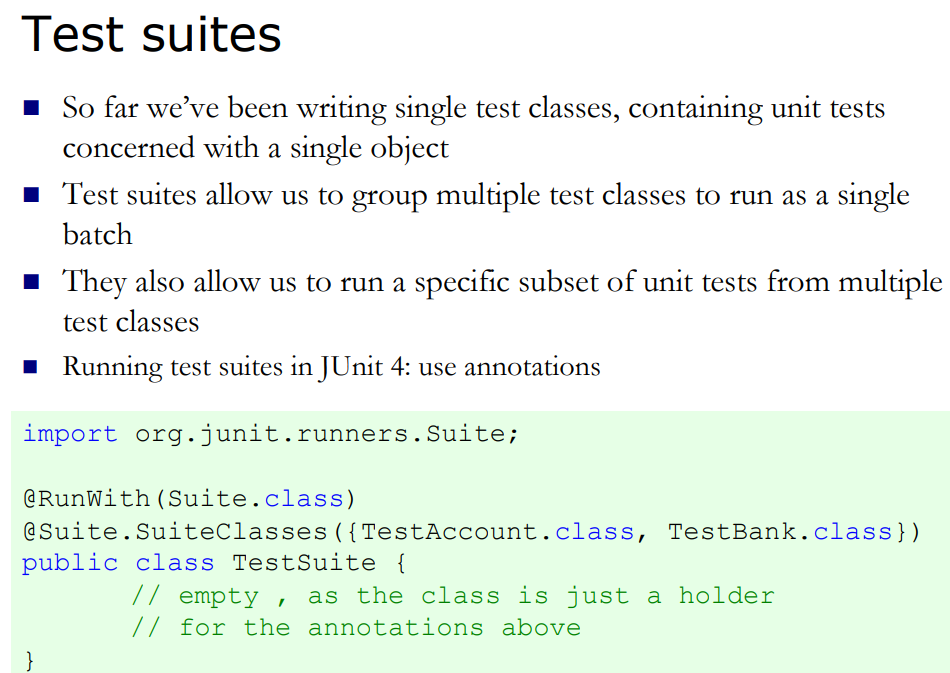 Test suites
So far we’ve been writing single test classes, containing unit tests
concerned with a single object
Test suites allow us to group multiple test classes to run as a single
batch
They also allow us to run a specific subset of unit tests from multiple
test classes
Running test suites in JUnit 4: use annotations
import org.junit.runners.Suite;
@RunWith(Suite.class)
@Suite.SuiteClasses({TestAccount.class, TestBank.class})
public class TestSuite {
// empty , as the class is just a holder
// for the annotations above
}